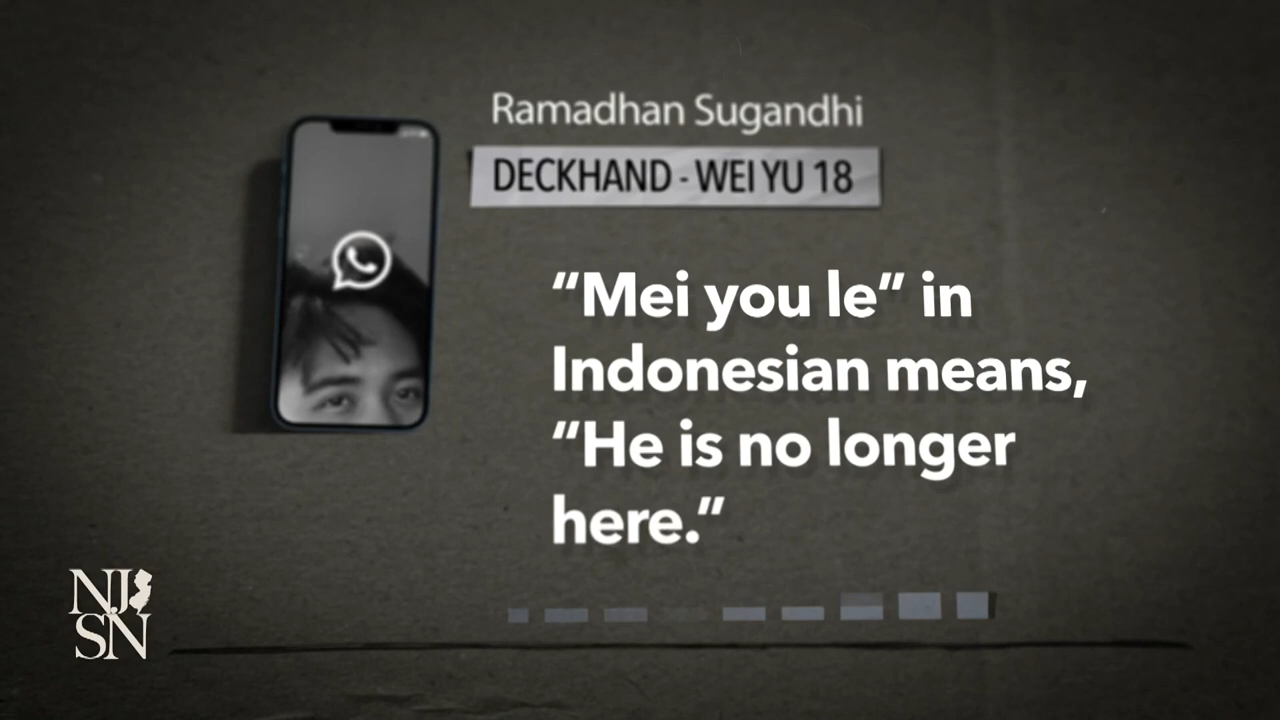 Ramadhan Sugandhi
DECKHAND - WEI YU 18
“Mei you le” in
Indonesian means,
“He is no longer
here.”
NJ
SN